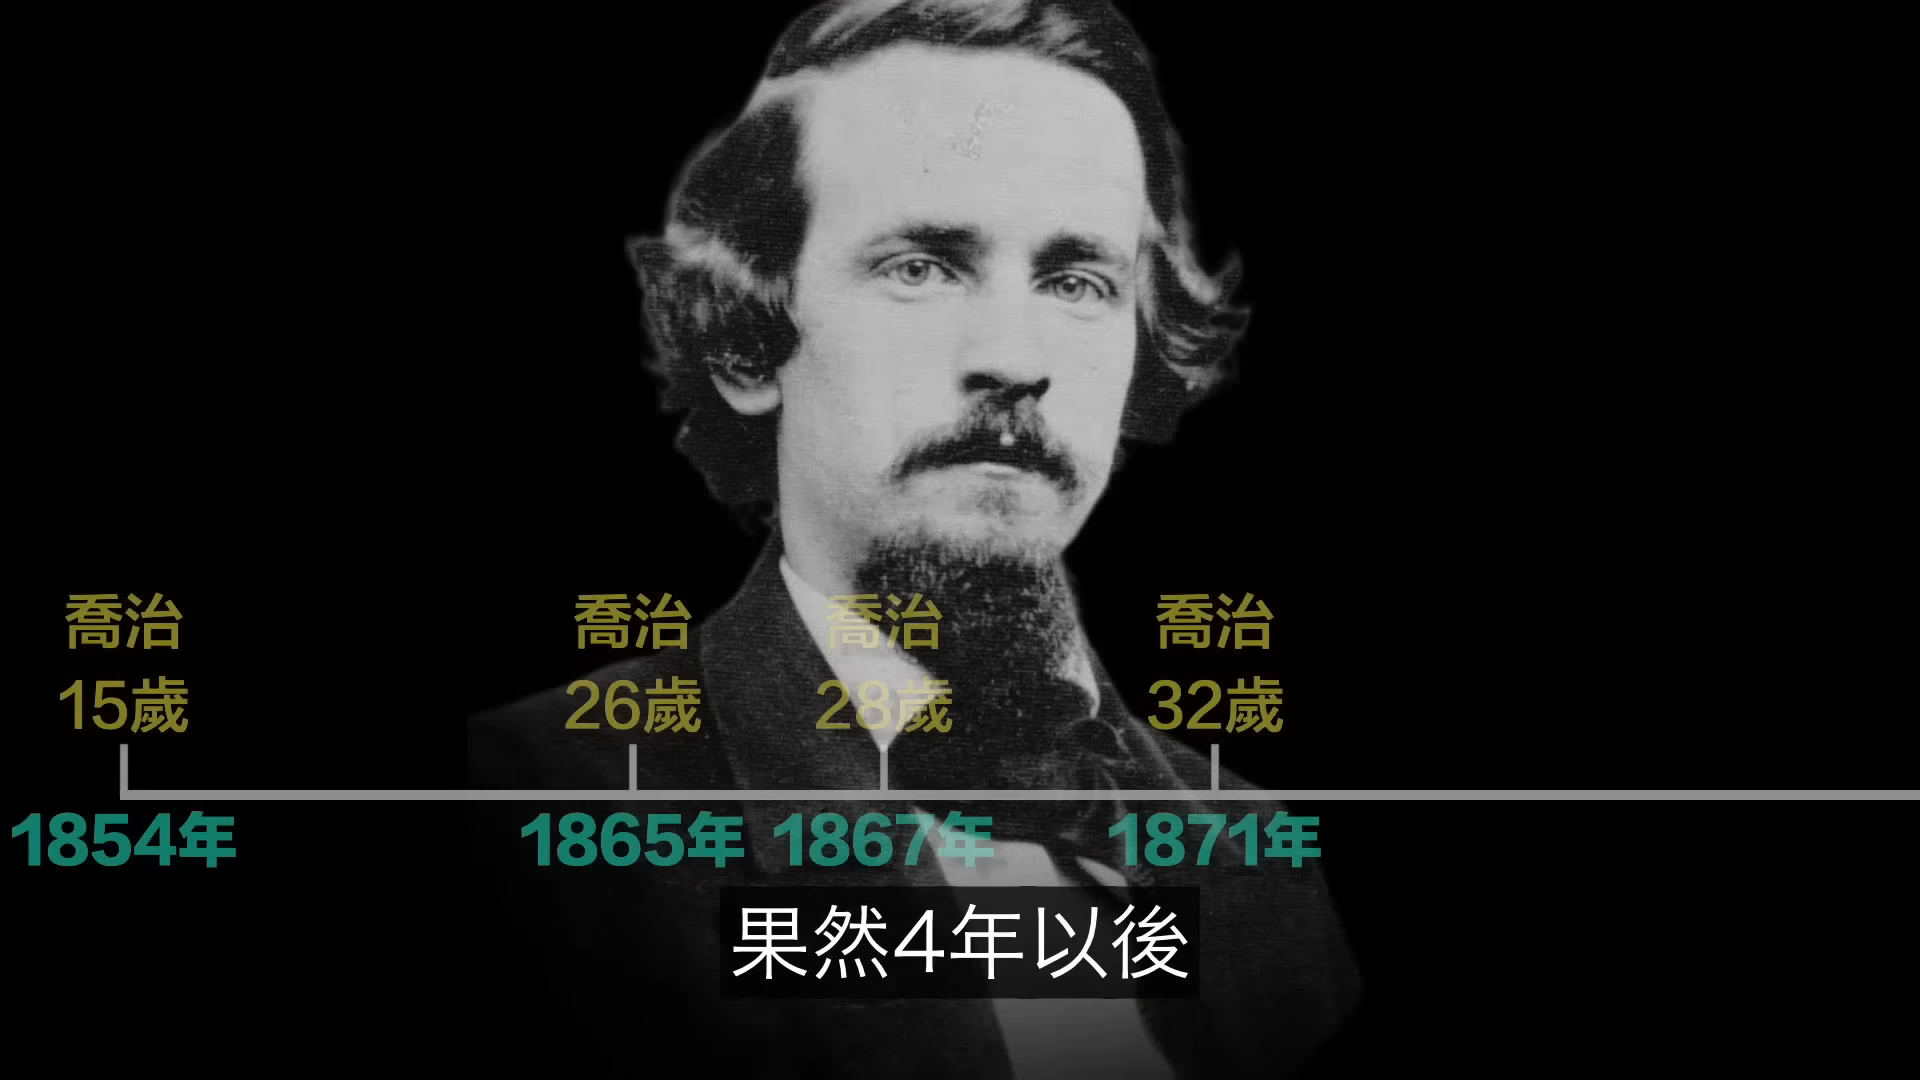 喬治 喬治 喬治 喬治
15歲 26歲 28歲 32歲
1854年 1865年 1867年 1871年
果然4年以後